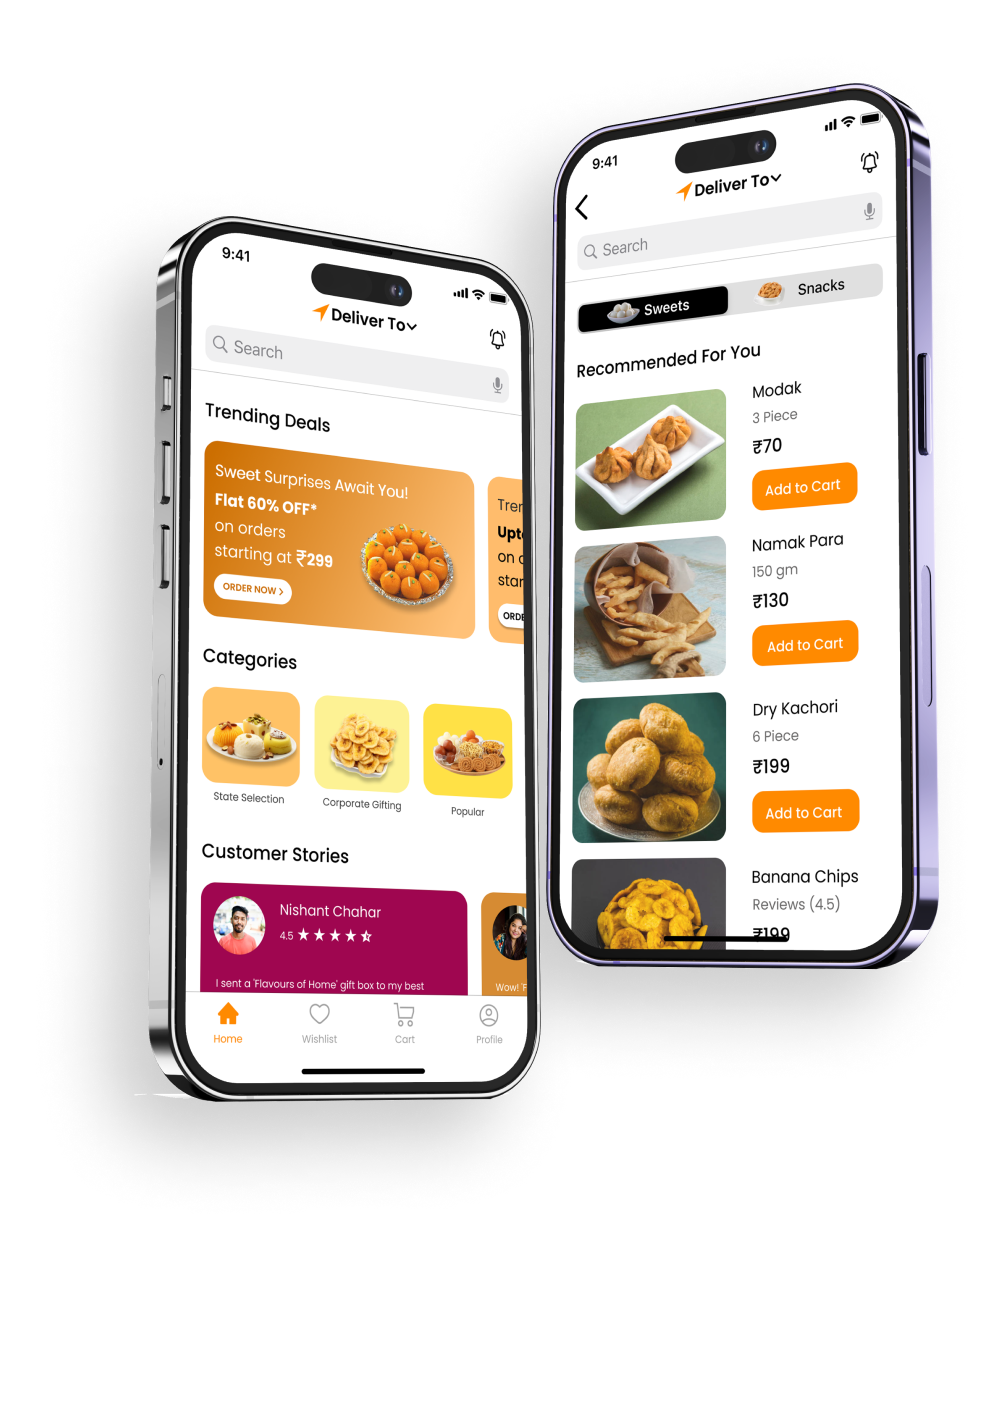 9:41
Deliver To
Search
Trending Deals
Sweet Surprises Await You!
Flat 60% OFF*
on orders
starting at ₹299
ORDER NOW >
on
Categories
State Selection
Corporate Gifting
Popular
Customer Stories
Nishant Chahar
4.5
I sent a 'Flavours of Home' gift box to my best
Wow!
Home
Wishlist
Cart
Profile
9:41
Deliver To
Search
Sweets
Snacks
Recommended For You
Modak
3 Piece
₹70
Add to Cart
Namak Para
150 gm
₹130
Add to Cart
Dry Kachori
6 Piece
₹199
Add to Cart
Banana Chips
Reviews (4.5)
₹199